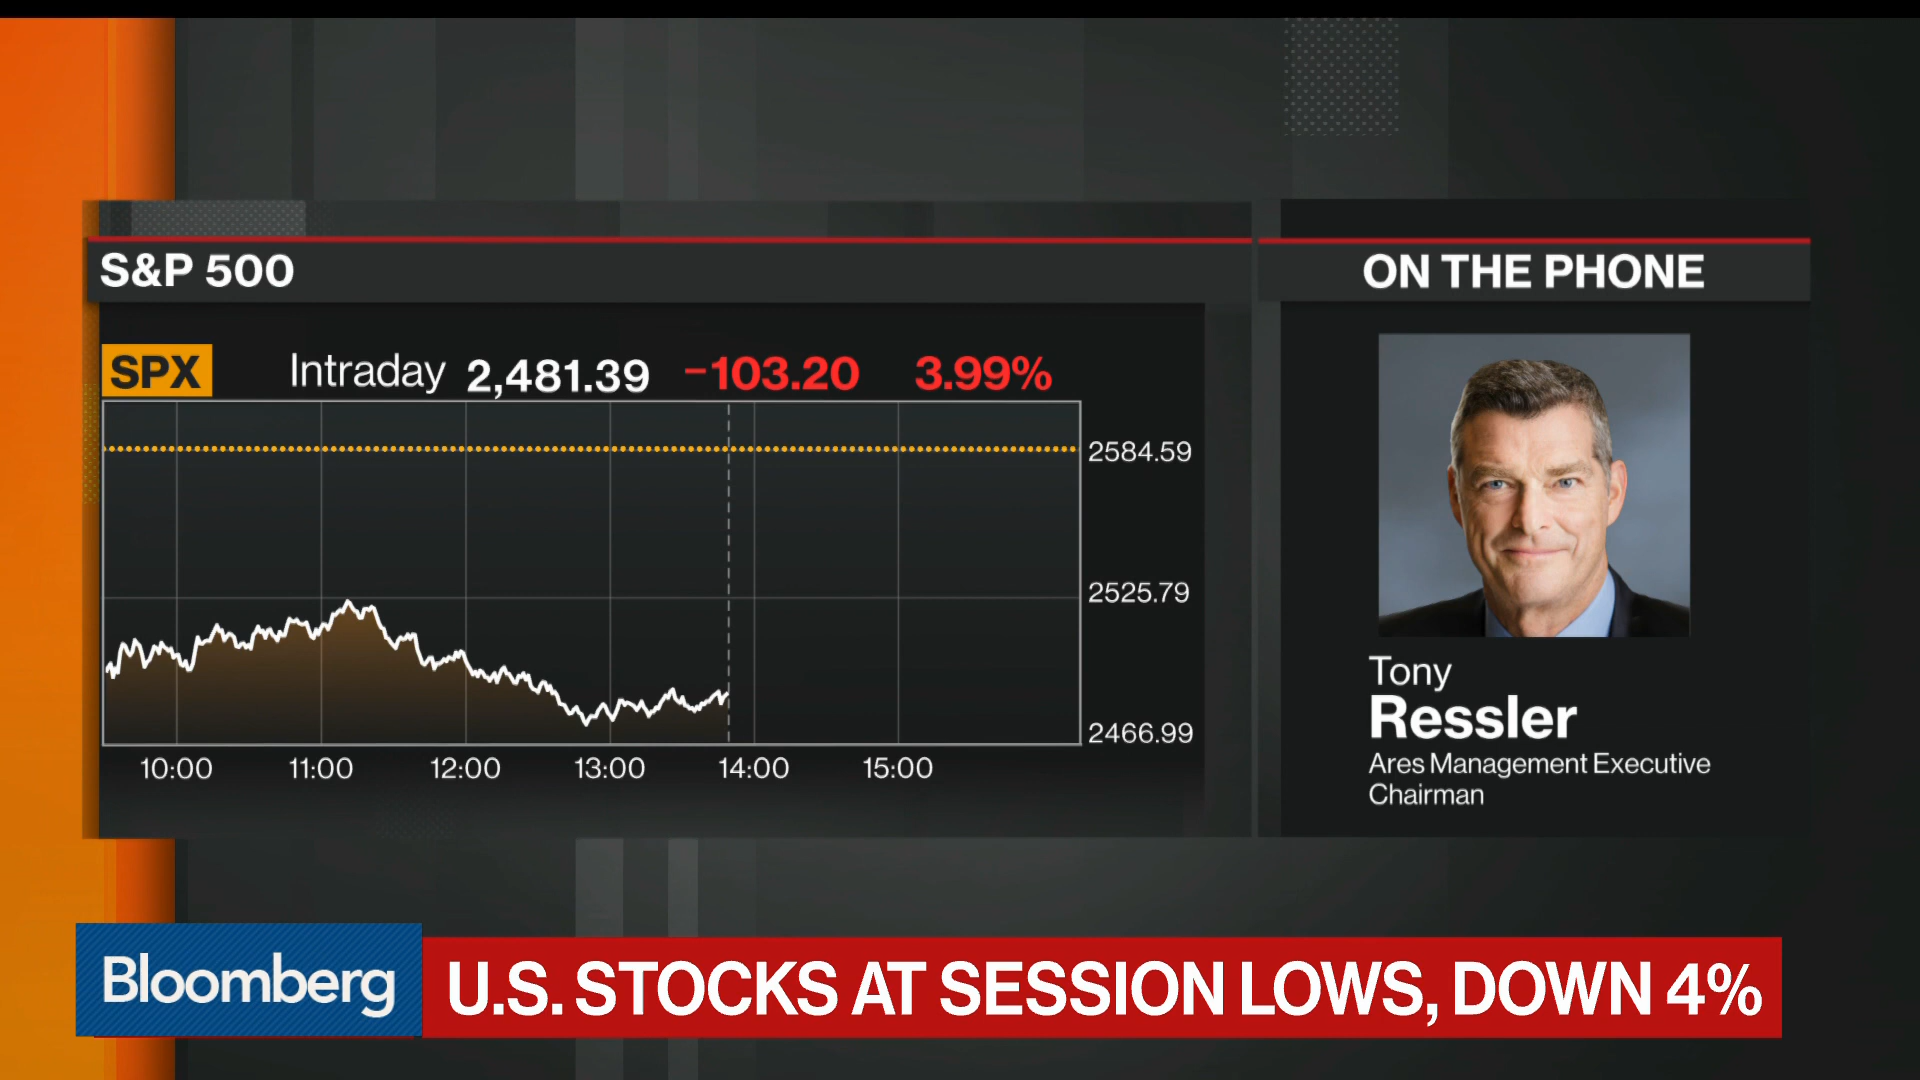 S&P 500
SPX Intraday 2,481.39 -103.20 3.99%
2584.59
2525.79
2466.99
10:00 11:00 12:00 13:00 14:00 15:00
ON THE PHONE
Tony
Ressler
Ares Management Executive
Chairman
Bloomberg
U.S. STOCKS AT SESSION LOWS, DOWN 4%